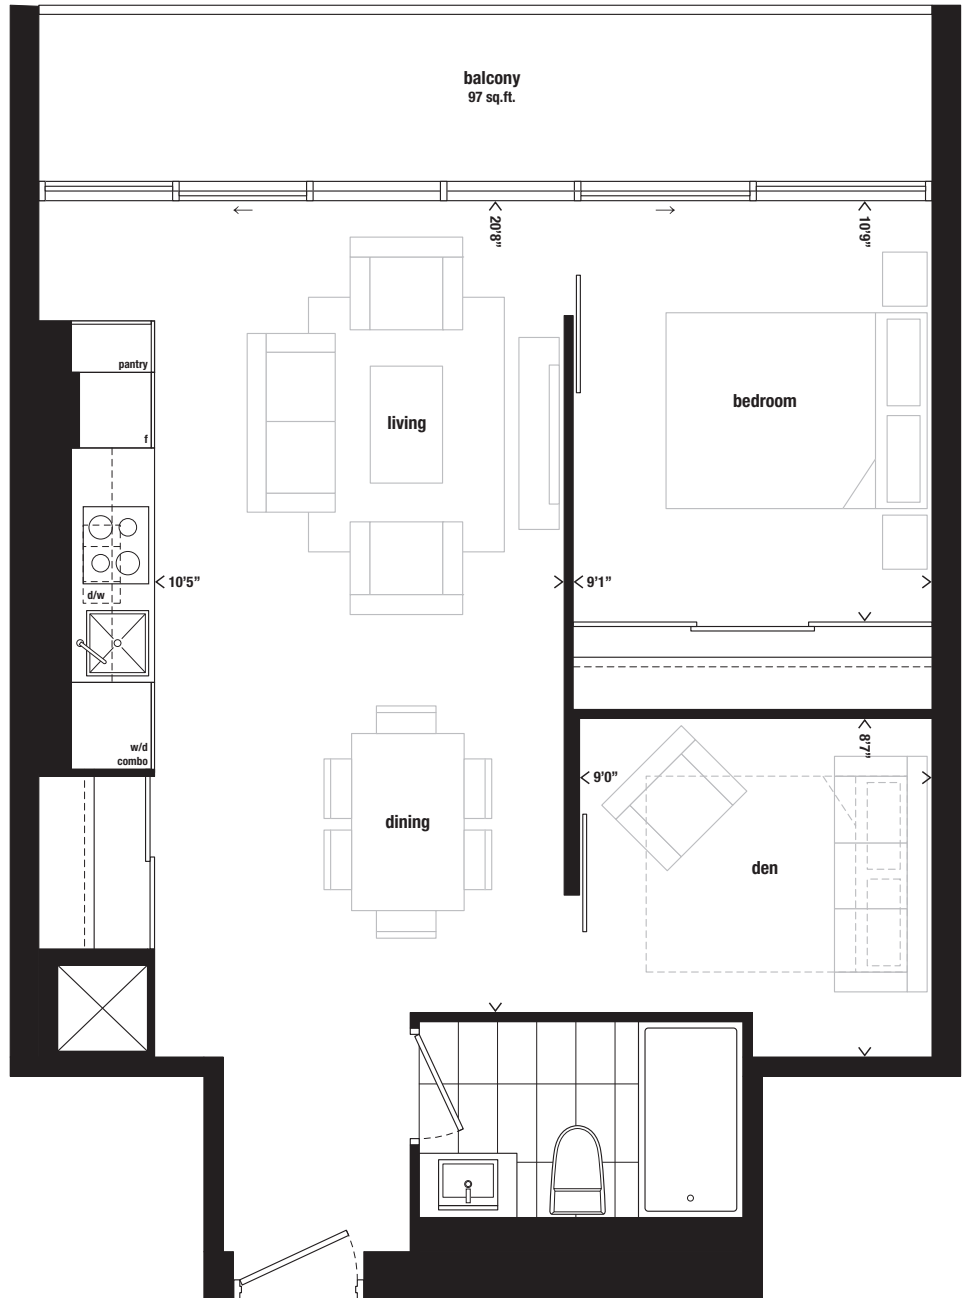 balcony
97 sq.ft.
20'8"
10'9"
pantry
f
living
bedroom
d/w
10'5"
9'1"
w/d
combo
8'7"
9'0"
dining
den